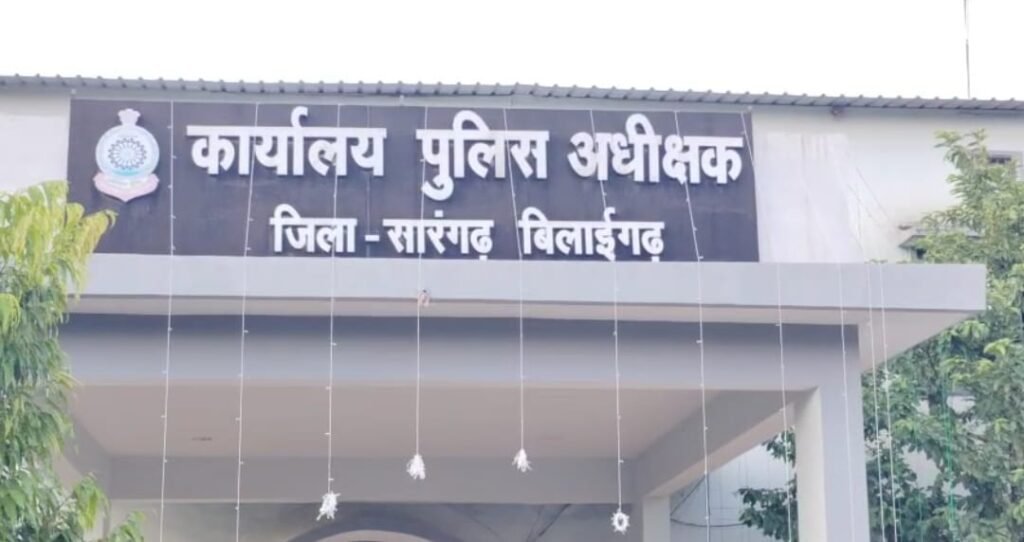 कार्यालय पुलिस अधीक्षक
जिला - सारंगढ़ बिलाईगढ़